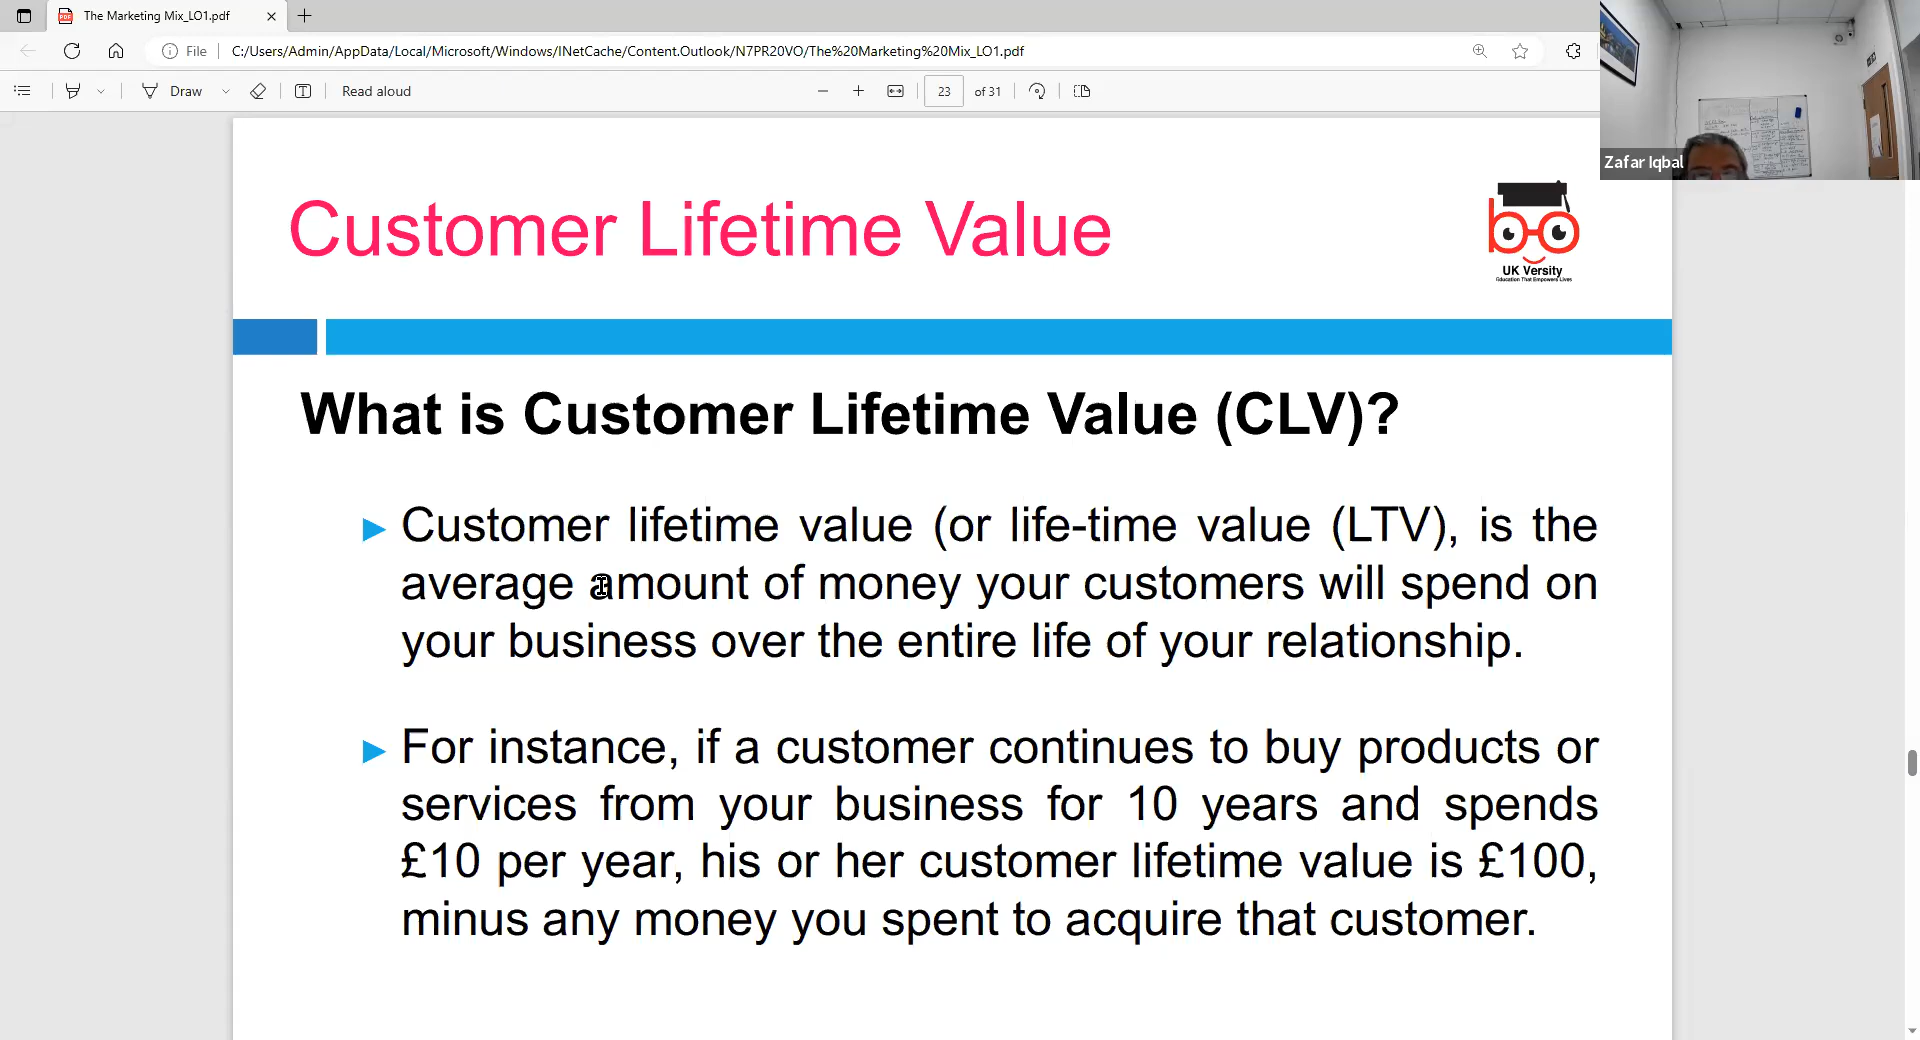 The Marketing Mix_LO1.pdf
File
C:/Users/Admin/AppData/Local/Microsoft/Windows/INetCache/Content.Outlook/N7PR20VO/The%20Marketing%20Mix_LO1.pdf
Draw
Read aloud
23 of 31
Zafar Iqbal
Customer Lifetime Value
UK Versity
Education That Empowers Lives
What is Customer Lifetime Value (CLV)?
Customer lifetime value (or life-time value (LTV), is the
average amount of money your customers will spend on
your business over the entire life of your relationship.
For instance, if a customer continues to buy products or
services from your business for 10 years and spends
£10 per year, his or her customer lifetime value is £100,
minus any money you spent to acquire that customer.